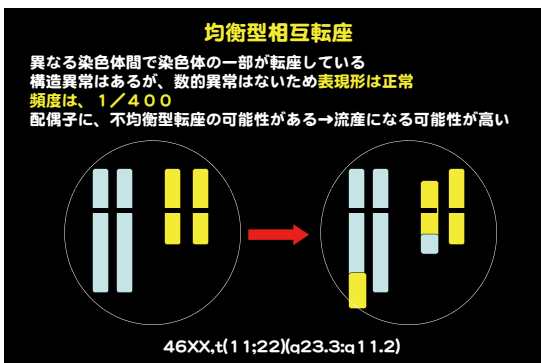 均衡型相互転座
異なる染色体間で染色体の一部が転座している
構造異常はあるが、数的異常はないため表現形は正常
頻度は、１／４００
配偶子に、不均衡型転座の可能性がある→流産になる可能性が高い
46XX,t(11;22)(q23.3:q11.2)